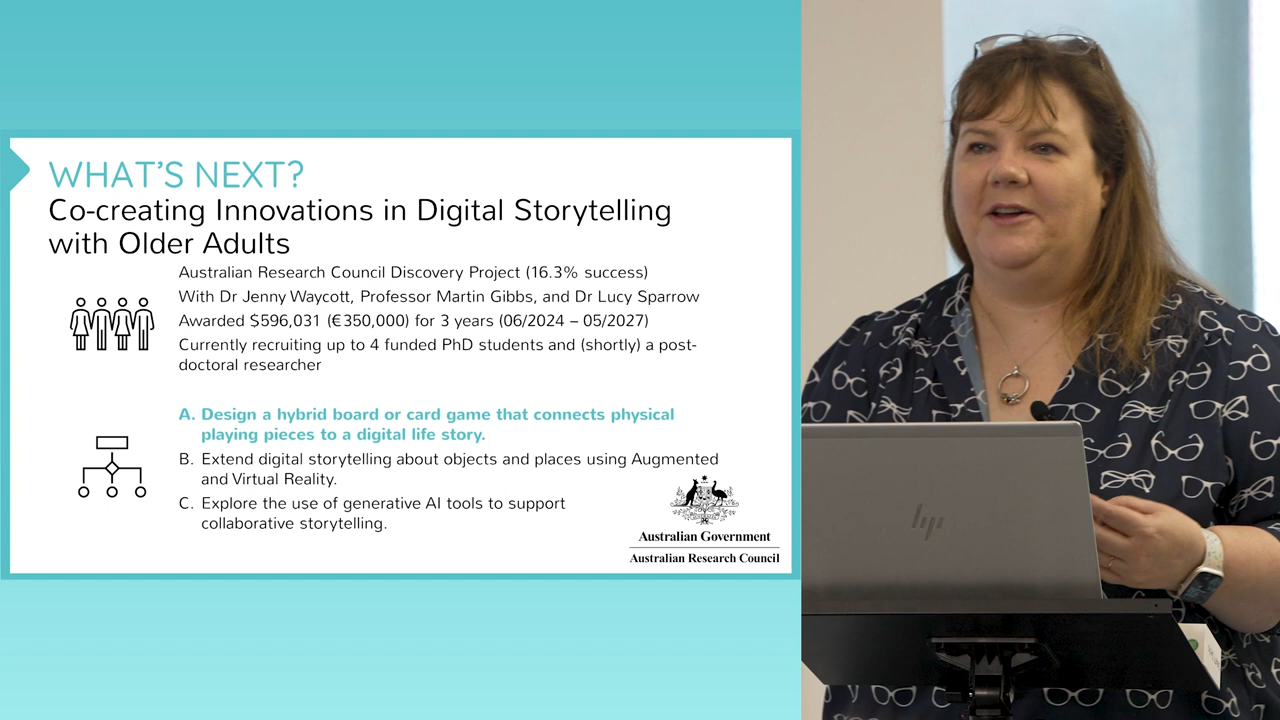 WHAT'S NEXT?
Co-creating Innovations in Digital Storytelling
with Older Adults
Australian Research Council Discovery Project (16.3% success)
With Dr Jenny Waycott, Professor Martin Gibbs, and Dr Lucy Sparrow
Awarded $596,031 (€350,000) for 3 years (06/2024 – 05/2027)
Currently recruiting up to 4 funded PhD students and (shortly) a post-
doctoral researcher
A. Design a hybrid board or card game that connects physical
playing pieces to a digital life story.
B. Extend digital storytelling about objects and places using Augmented
and Virtual Reality.
C. Explore the use of generative AI tools to support
collaborative storytelling.
Australian Government
Australian Research Council
hp